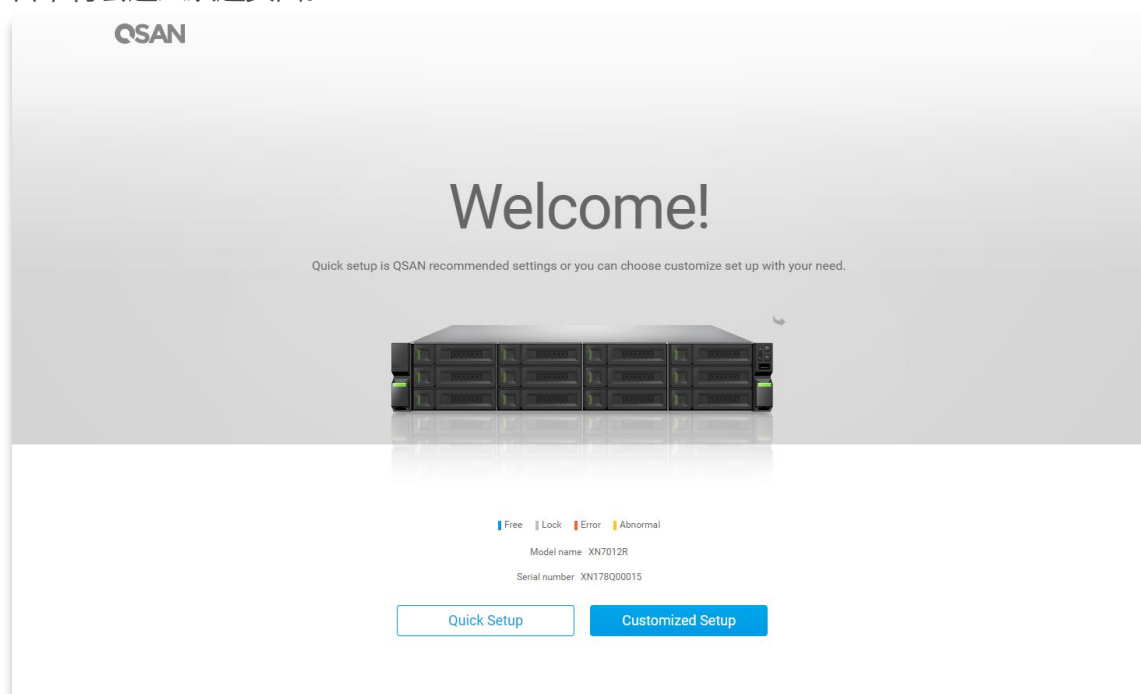 QSAN
Welcome!
Quick setup is QSAN recommended settings or you can choose customize set up with your need.
Free Lock Error Abnormal
Model name XN7012R
Serial number XN178Q00015
Quick Setup Customized Setup